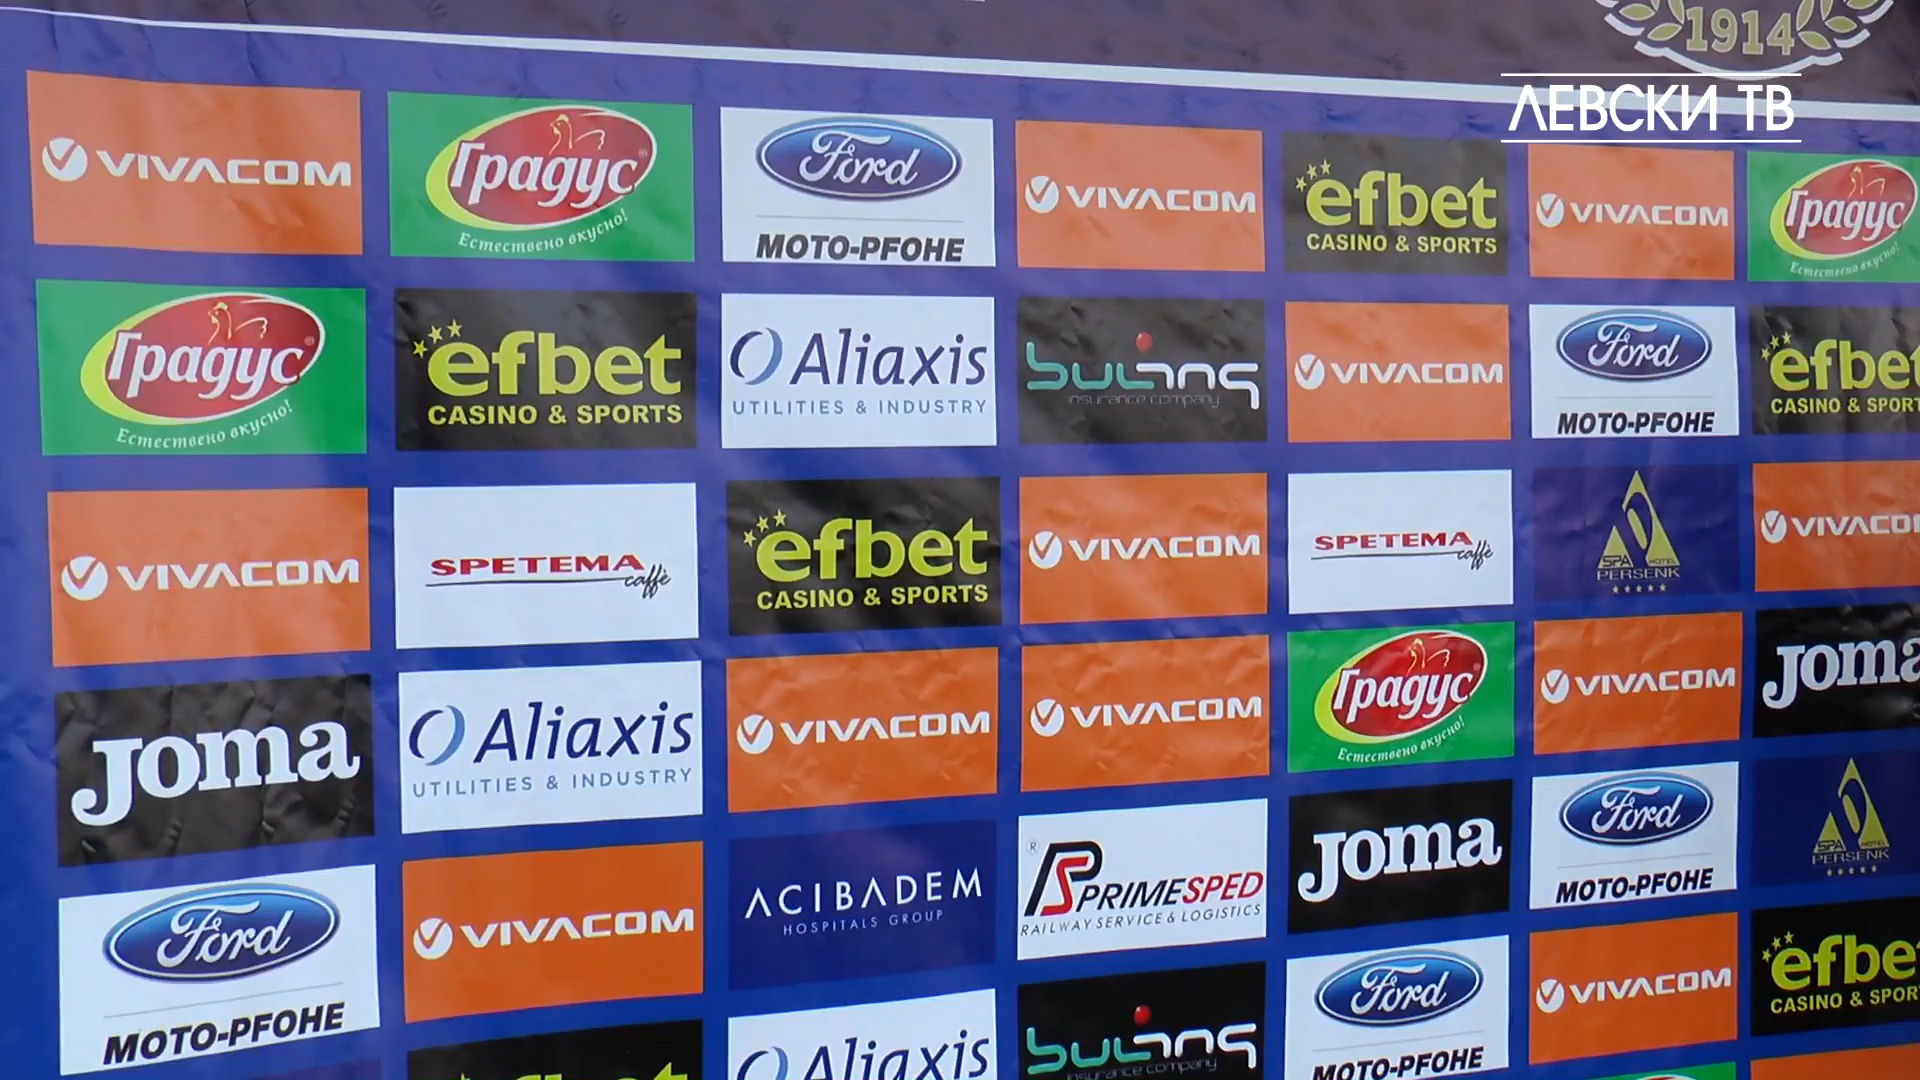 1914
ЛЕВСКИ ТВ
VIVACOM
Градус
Естествено вкусно!
Ford
MOTO-PFOHE
VIVACOM
efbet
CASINO & SPORTS
VIVACOM
Градус
Естествено вкусно!
Градус
Естествено вкусно!
efbet
CASINO & SPORTS
Aliaxis
UTILITIES & INDUSTRY
bulins
insurance company
VIVACOM
Ford
MOTO-PFOHE
efbet
CASINO & SPORT
VIVACOM
SPETEMA
caffè
efbet
CASINO & SPORTS
VIVACOM
SPETEMA
caffè
SPA HOTEL
PERSENK
VIVACO
Joma
Aliaxis
UTILITIES & INDUSTRY
VIVACOM
VIVACOM
Градус
Естествено вкусно!
VIVACOM
Joma
Ford
MOTO-PFOHE
VIVACOM
ACIBADEM
HOSPITALS GROUP
PRIMESPED
RAILWAY SERVICE & LOGISTICS
Joma
Ford
MOTO-PFOHE
SPA HOTEL
PERSENK
efbet
Aliaxis
bulins
insurance company
Ford
MOTO-PFOHE
VIVACOM
efbe
CASINO & SPOR